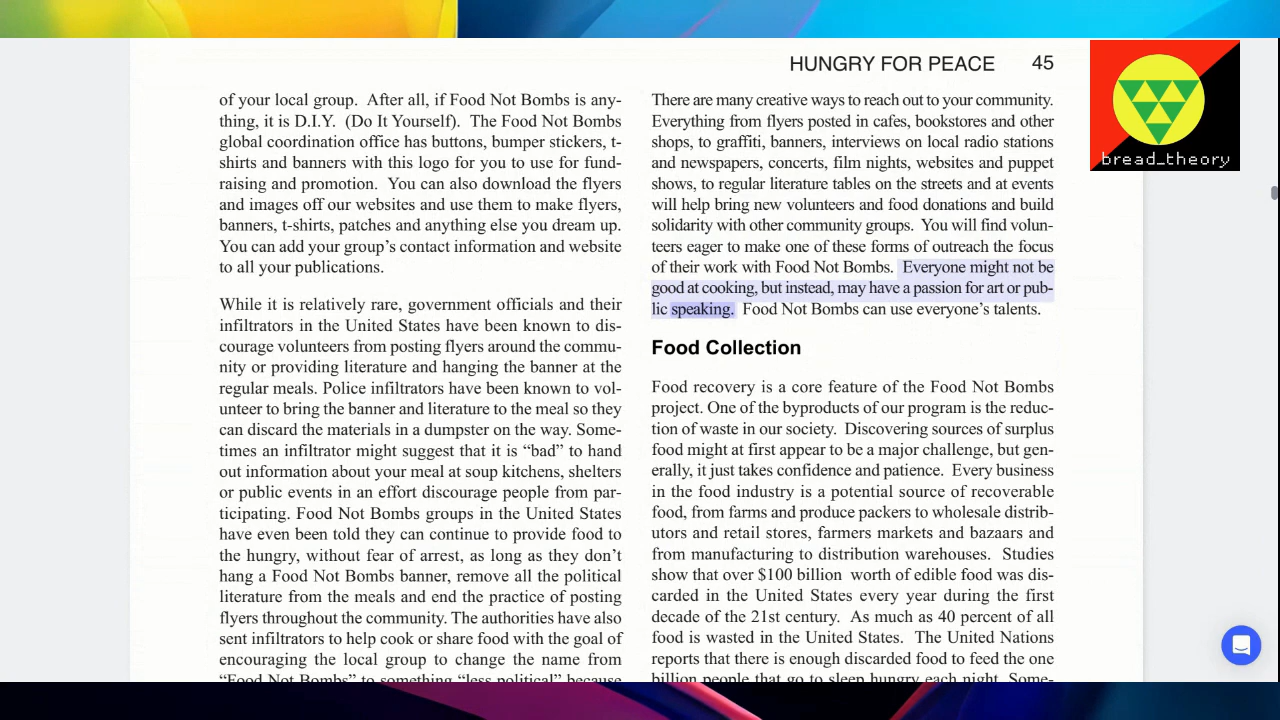 HUNGRY FOR PEACE 45
bread_theory
of your local group. After all, if Food Not Bombs is any-
thing, it is D.I.Y. (Do It Yourself). The Food Not Bombs
global coordination office has buttons, bumper stickers, t-
shirts and banners with this logo for you to use for fund-
raising and promotion. You can also download the flyers
and images off our websites and use them to make flyers,
banners, t-shirts, patches and anything else you dream up.
You can add your group's contact information and website
to all your publications.
While it is relatively rare, government officials and their
infiltrators in the United States have been known to dis-
courage volunteers from posting flyers around the commu-
nity or providing literature and hanging the banner at the
regular meals. Police infiltrators have been known to vol-
unteer to bring the banner and literature to the meal so they
can discard the materials in a dumpster on the way. Some-
times an infiltrator might suggest that it is “bad” to hand
out information about your meal at soup kitchens, shelters
or public events in an effort discourage people from par-
ticipating. Food Not Bombs groups in the United States
have even been told they can continue to provide food to
the hungry, without fear of arrest, as long as they don't
hang a Food Not Bombs banner, remove all the political
literature from the meals and end the practice of posting
flyers throughout the community. The authorities have also
sent infiltrators to help cook or share food with the goal of
encouraging the local group to change the name from
“Food Not Bombs” to something “less political” because
There are many creative ways to reach out to your community.
Everything from flyers posted in cafes, bookstores and other
shops, to graffiti, banners, interviews on local radio stations
and newspapers, concerts, film nights, websites and puppet
shows, to regular literature tables on the streets and at events
will help bring new volunteers and food donations and build
solidarity with other community groups. You will find volun-
teers eager to make one of these forms of outreach the focus
of their work with Food Not Bombs. Everyone might not be
good at cooking, but instead, may have a passion for art or pub-
lic speaking. Food Not Bombs can use everyone's talents.
Food Collection
Food recovery is a core feature of the Food Not Bombs
project. One of the byproducts of our program is the reduc-
tion of waste in our society. Discovering sources of surplus
food might at first appear to be a major challenge, but gen-
erally, it just takes confidence and patience. Every business
in the food industry is a potential source of recoverable
food, from farms and produce packers to wholesale distrib-
utors and retail stores, farmers markets and bazaars and
from manufacturing to distribution warehouses. Studies
show that over $100 billion worth of edible food was dis-
carded in the United States every year during the first
decade of the 21st century. As much as 40 percent of all
food is wasted in the United States. The United Nations
reports that there is enough discarded food to feed the one
billion people that go to sleep hungry each night. Some-